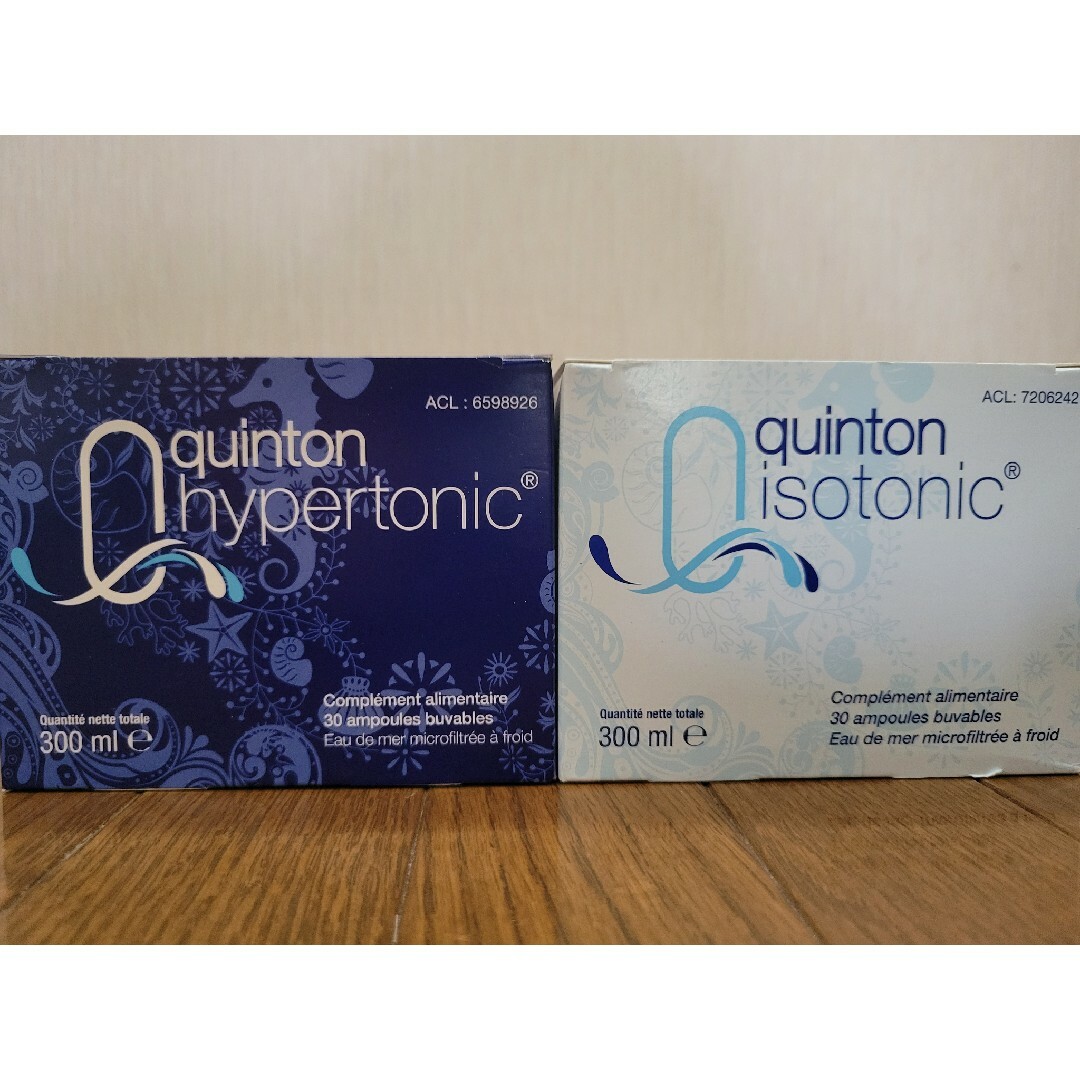 ACL : 6598926
quinton
hypertonic®
Complément alimentaire
30 ampoules buvables
Eau de mer microfiltrée à froid
Quantité nette totale
300 ml ℮
ACL: 7206242
quinton
isotonic®
Complément alimentaire
30 ampoules buvables
Eau de mer microfiltrée à froid
Quantité nette totale
300 ml ℮